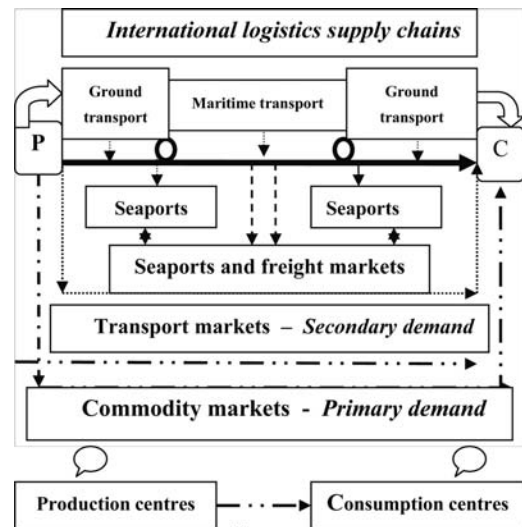 International logistics supply chains
Ground
transport
Maritime transport
Ground
transport
P
C
Seaports
Seaports
Seaports and freight markets
Transport markets – Secondary demand
Commodity markets - Primary demand
Production centres
Consumption centres